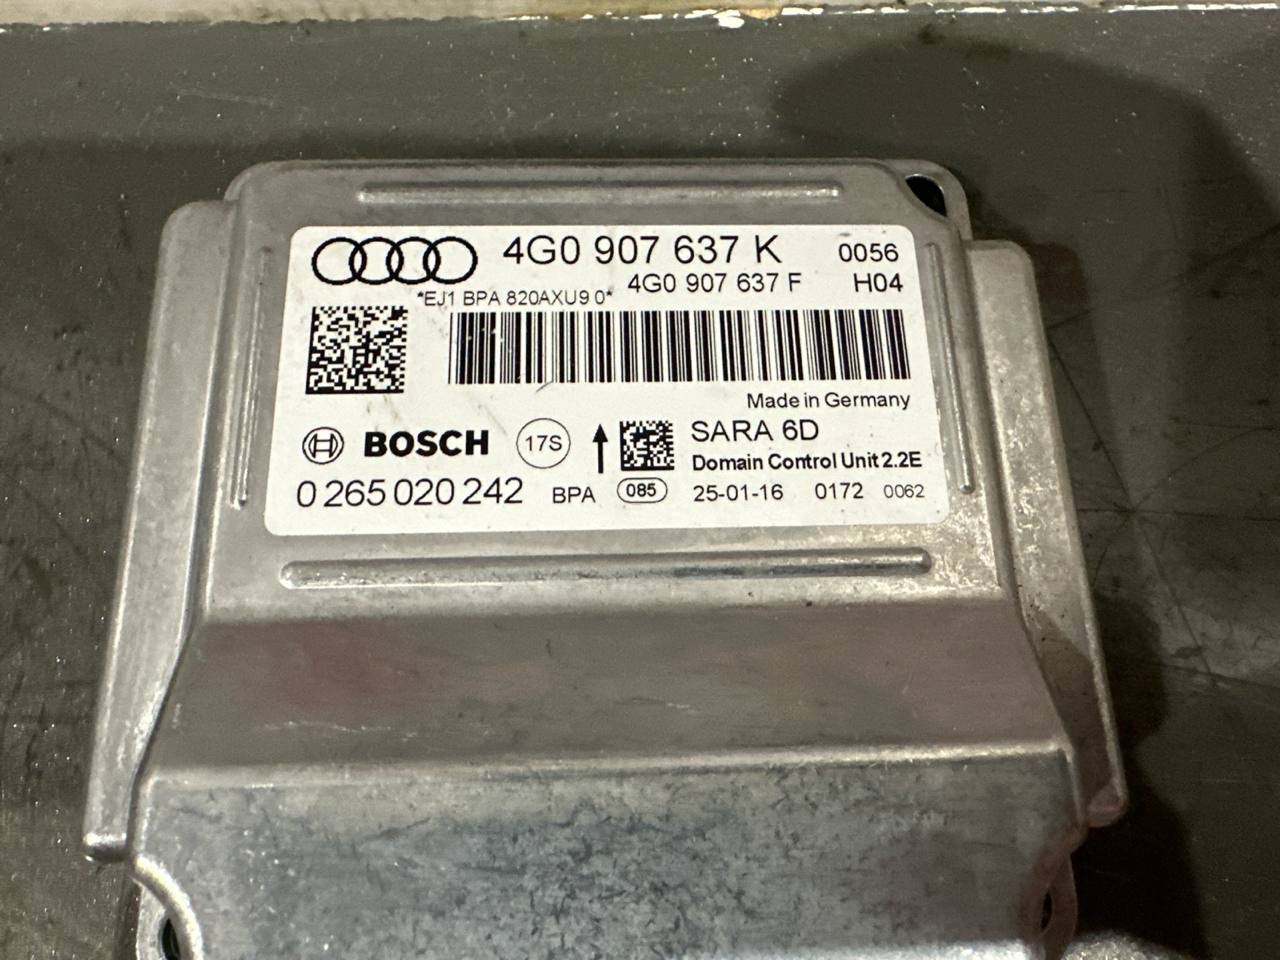 4G0 907 637 K 0056
4G0 907 637 F H04
*EJ1 BPA 820AXU9 0*
Made in Germany
BOSCH 17S SARA 6D
Domain Control Unit 2.2E
0 265 020 242 BPA 085 25-01-16 0172 0062